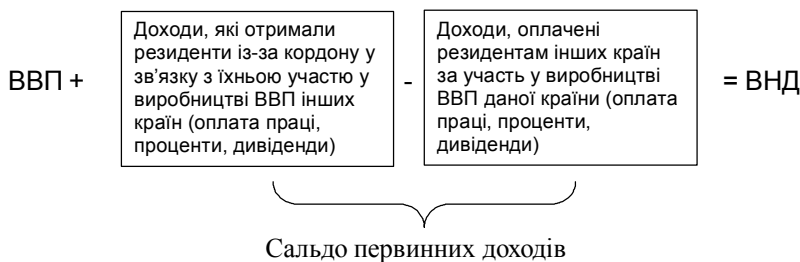 ВВП +
Доходи, які отримали
резиденти із-за кордону у
зв'язку з їхньою участю у
виробництві ВВП інших
країн (оплата праці,
проценти, дивіденди)
-
Доходи, оплачені
резидентам інших країн
за участь у виробництві
ВВП даної країни (оплата
праці, проценти,
дивіденди)
= ВНД
Сальдо первинних доходів